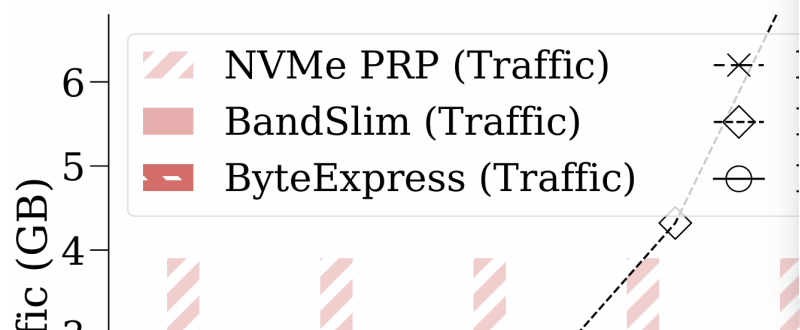 6
NVMe PRP (Traffic)
BandSlim (Traffic)
5
ByteExpress (Traffic)
4
fic (GB)